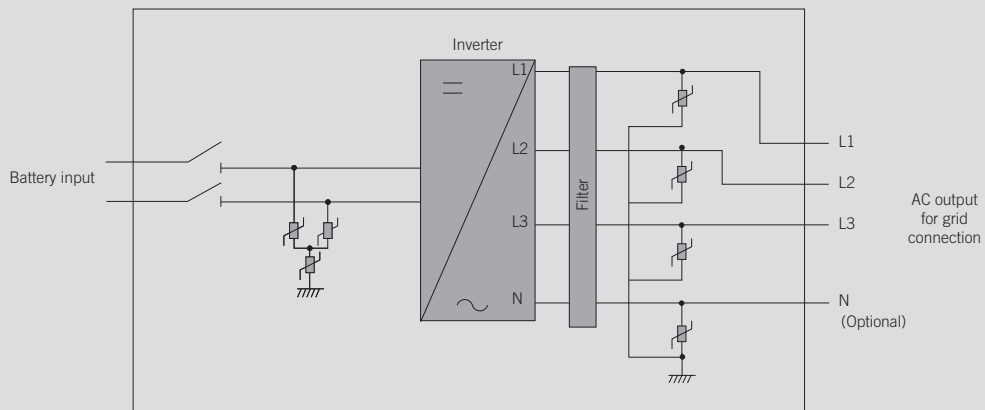 Inverter
L1
L2
L3
N
Filter
Battery input
L1
L2
L3
N
(Optional)
AC output
for grid
connection